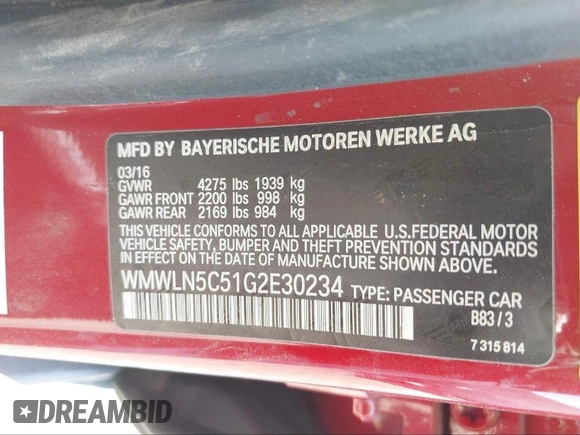 MFD BY BAYERISCHE MOTOREN WERKE AG
03/16
GVWR 4275 lbs 1939 kg
GAWR FRONT 2200 lbs 998 kg
GAWR REAR 2169 lbs 984 kg
THIS VEHICLE CONFORMS TO ALL APPLICABLE U.S.FEDERAL MOTOR
VEHICLE SAFETY, BUMPER AND THEFT PREVENTION STANDARDS
IN EFFECT ON THE DATE OF MANUFACTURE SHOWN ABOVE.
WMWLN5C51G2E30234 TYPE: PASSENGER CAR
B83/3
7 315 814
DREAMBID